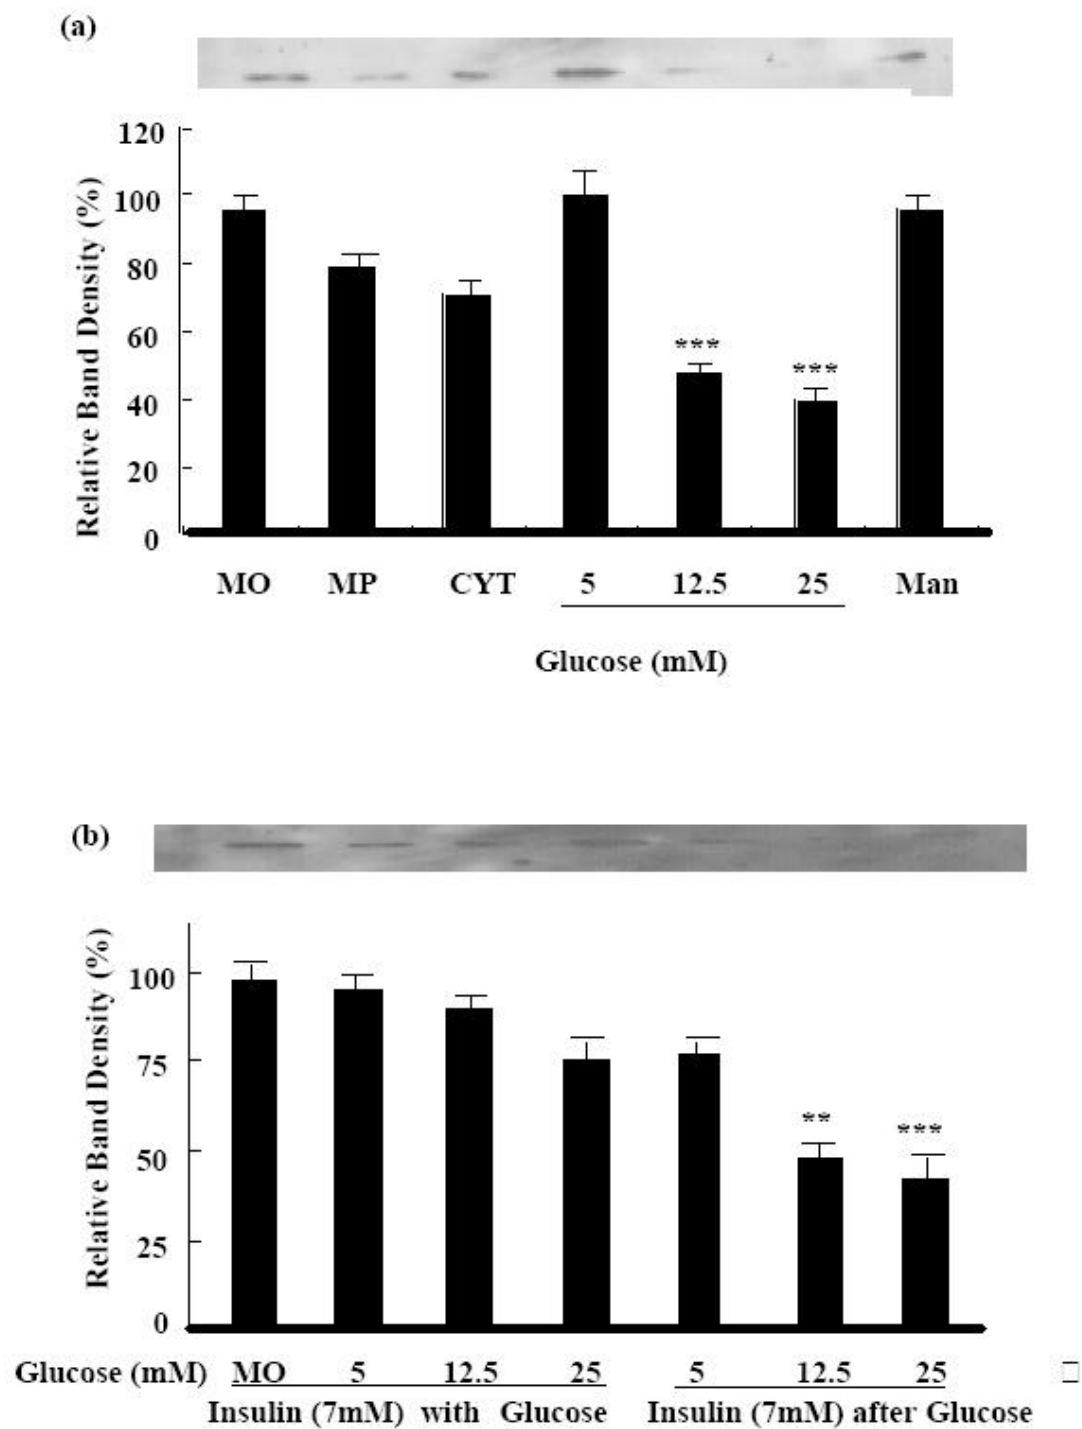 (a)
120
100
80
60
40
20
0
Relative Band Density (%)
*** ***
MO MP CYT 5 12.5 25 Man
Glucose (mM)
(b)
100
75
50
25
0
Relative Band Density (%)
** ***
Glucose (mM) MO 5 12.5 25 5 12.5 25
Insulin (7mM) with Glucose Insulin (7mM) after Glucose